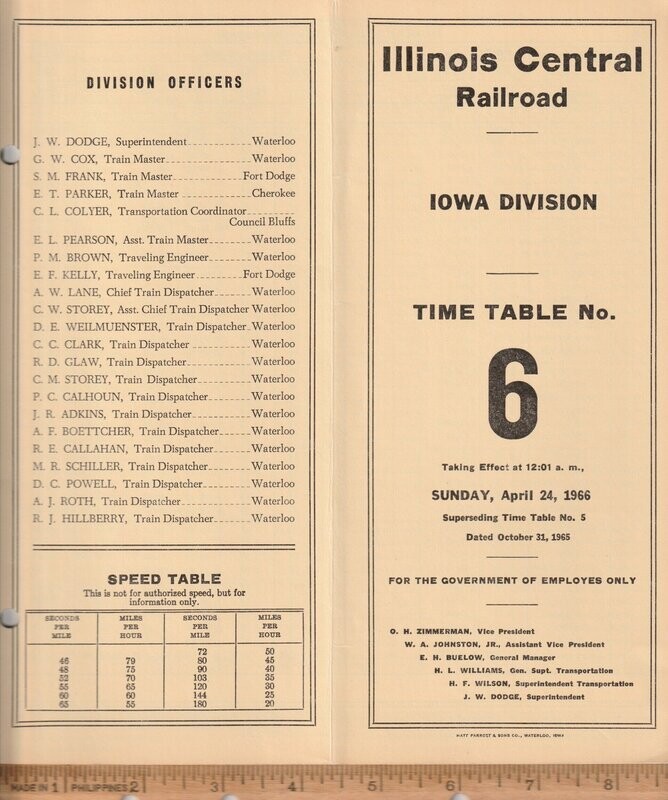 DIVISION OFFICERS
J. W. DODGE, Superintendent Waterloo
G. W. COX, Train Master Waterloo
S. M. FRANK, Train Master Fort Dodge
E. T. PARKER, Train Master Cherokee
C. L. COLYER, Transportation Coordinator
Council Bluffs
E. L. PEARSON, Asst. Train Master Waterloo
P. M. BROWN, Traveling Engineer Waterloo
E. F. KELLY, Traveling Engineer Fort Dodge
A. W. LANE, Chief Train Dispatcher Waterloo
C. W. STOREY, Asst. Chief Train Dispatcher Waterloo
D. E. WEILMUENSTER, Train Dispatcher Waterloo
C. C. CLARK, Train Dispatcher Waterloo
R. D. GLAW, Train Dispatcher Waterloo
C. M. STOREY, Train Dispatcher Waterloo
P. C. CALHOUN, Train Dispatcher Waterloo
J. R. ADKINS, Train Dispatcher Waterloo
A. F. BOETTCHER, Train Dispatcher Waterloo
R. E. CALLAHAN, Train Dispatcher Waterloo
M. R. SCHILLER, Train Dispatcher Waterloo
D. C. POWELL, Train Dispatcher Waterloo
A. J. ROTH, Train Dispatcher Waterloo
R. J. HILLBERRY, Train Dispatcher Waterloo
SPEED TABLE
This is not for authorized speed, but for
information only.
SECONDS MILES SECONDS MILES
PER PER PER PER
MILE HOUR MILE HOUR
72 50
46 79 80 45
48 75 90 40
52 70 103 35
55 65 120 30
60 60 144 25
65 55 180 20
Illinois Central
Railroad
IOWA DIVISION
TIME TABLE No.
6
Taking Effect at 12:01 a. m.,
SUNDAY, April 24, 1966
Superseding Time Table No. 5
Dated October 31, 1965
FOR THE GOVERNMENT OF EMPLOYES ONLY
O. H. ZIMMERMAN, Vice President
W. A. JOHNSTON, JR., Assistant Vice President
E. H. BUELOW, General Manager
H. L. WILLIAMS, Gen. Supt. Transportation
H. F. WILSON, Superintendent Transportation
J. W. DODGE, Superintendent
MATT PARROTT & SONS CO., WATERLOO, IOWA
MADE IN 1 PHILIPPINES 2 3 4 5 6 7 8